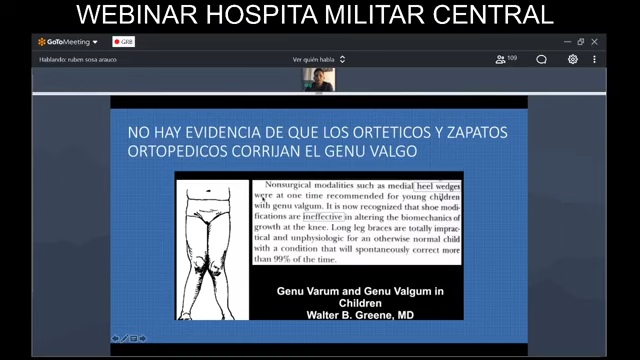 WEBINAR HOSPITA MILITAR CENTRAL
GoToMeeting
GRB
Hablando: ruben sosa arauco
Ver quién habla
109
NO HAY EVIDENCIA DE QUE LOS ORTETICOS Y ZAPATOS
ORTOPEDICOS CORRIJAN EL GENU VALGO
Nonsurgical modalities such as medial heel wedges
were at one time recommended for young children
with genu valgum. It is now recognized that shoe modi-
fications are ineffective in altering the biomechanics of
growth at the knee. Long leg braces are totally imprac-
tical and unphysiologic for an otherwise normal child
with a condition that will spontaneously correct more
than 99% of the time.
Genu Varum and Genu Valgum in
Children
Walter B. Greene, MD